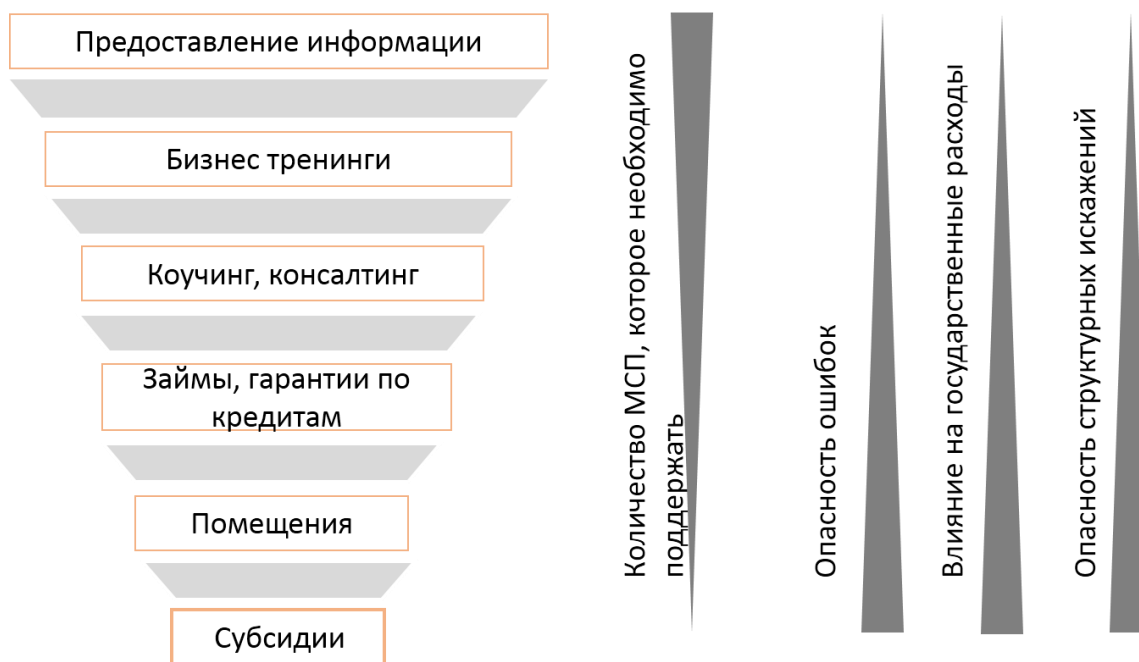 Предоставление информации
Бизнес тренинги
Коучинг, консалтинг
Займы, гарантии по
кредитам
Помещения
Субсидии
Количество МСП, которое необходимо
поддержать
Опасность ошибок
Влияние на государственные расходы
Опасность структурных искажений